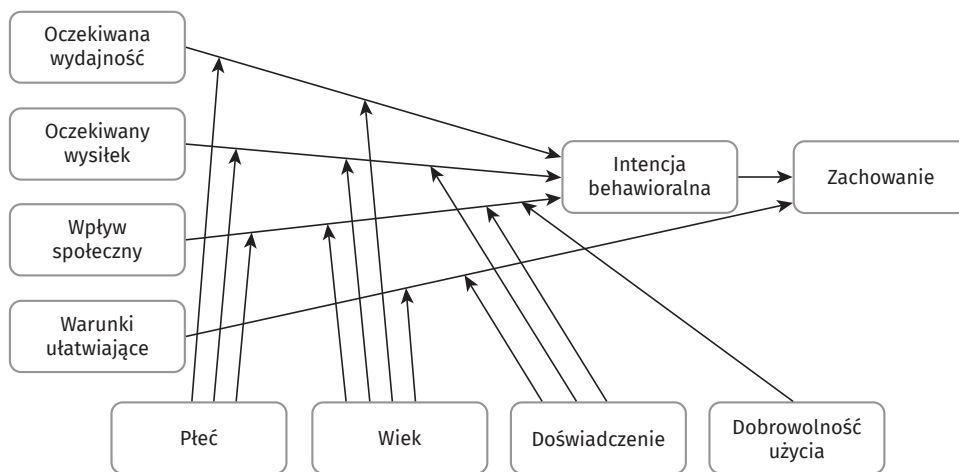 Oczekiwana
wydajność
Oczekiwany
wysiłek
Wpływ
społeczny
Warunki
ułatwiające
Intencja
behawioralna
Zachowanie
Płeć
Wiek
Doświadczenie
Dobrowolność
użycia